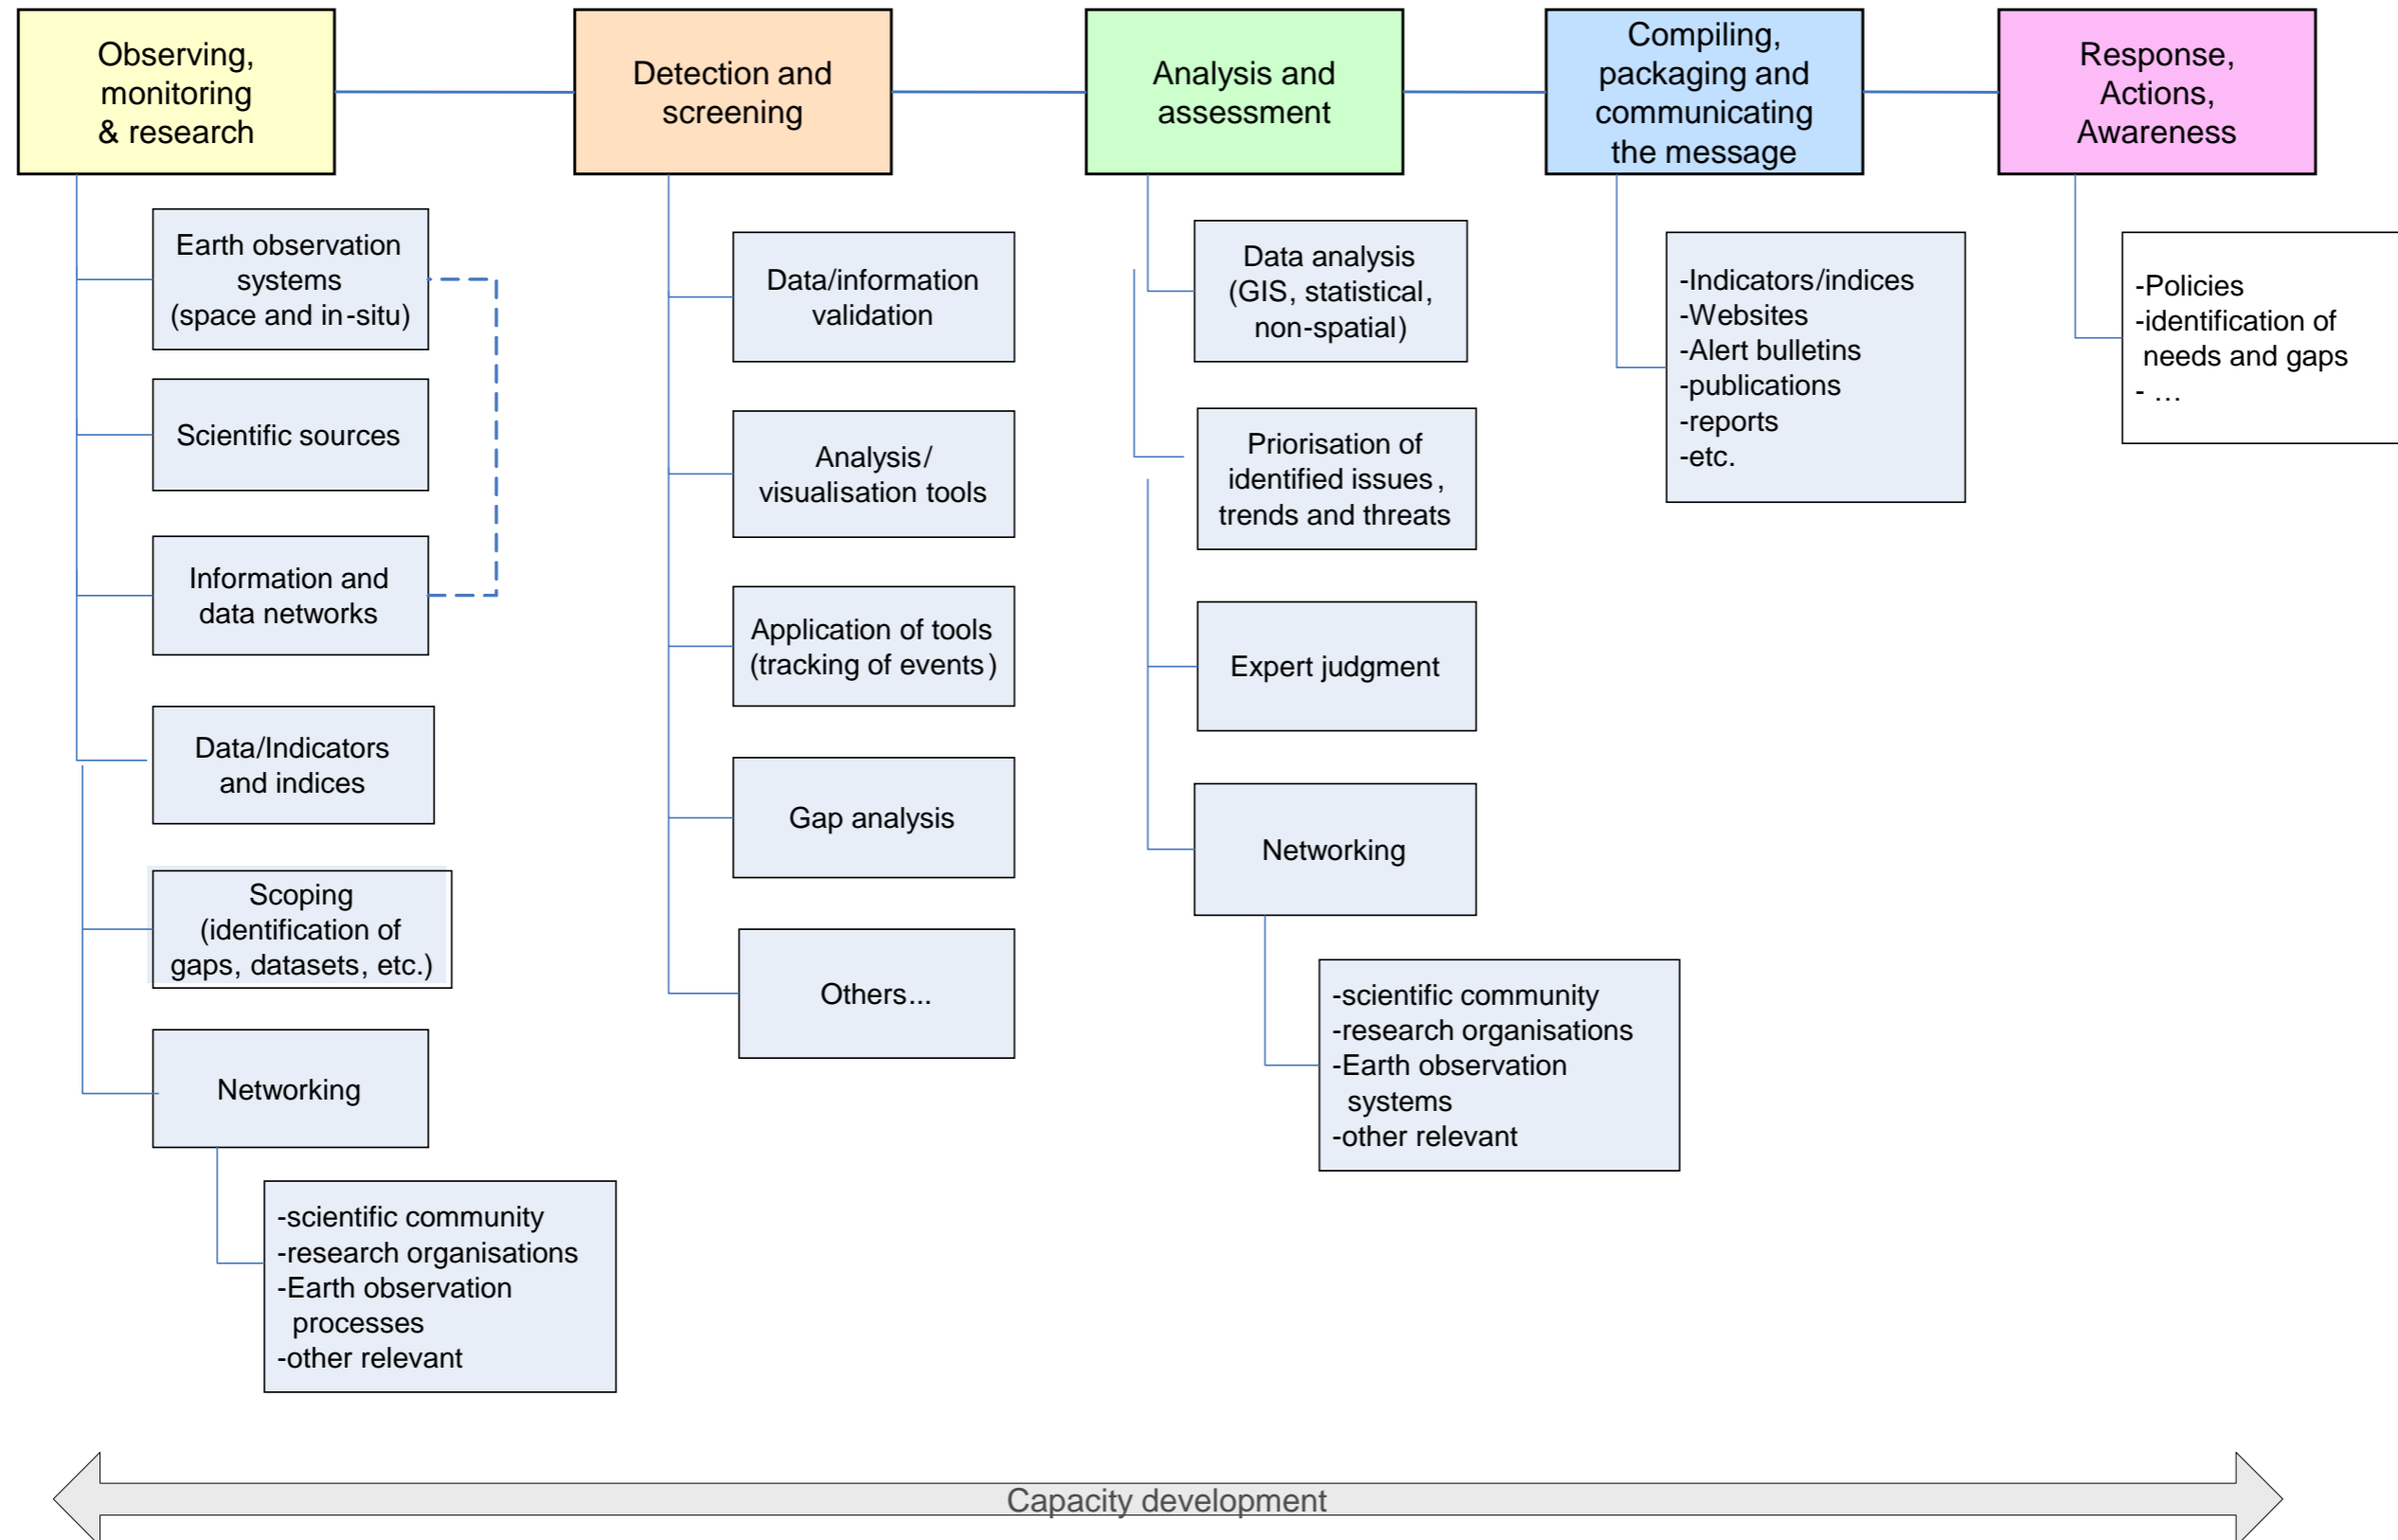 Observing,
monitoring
& research
Detection and
screening
Analysis and
assessment
Compiling,
packaging and
communicating
the message
Response,
Actions,
Awareness
Earth observation
systems
(space and in-situ)
Scientific sources
Information and
data networks
Data/Indicators
and indices
Scoping
(identification of
gaps, datasets, etc.)
Networking
-scientific community
-research organisations
-Earth observation
processes
-other relevant
Data/information
validation
Analysis/
visualisation tools
Application of tools
(tracking of events)
Gap analysis
Others...
Data analysis
(GIS, statistical,
non-spatial)
Priorisation of
identified issues,
trends and threats
Expert judgment
Networking
-scientific community
-research organisations
-Earth observation
systems
-other relevant
-Indicators/indices
-Websites
-Alert bulletins
-publications
-reports
-etc.
-Policies
-identification of
needs and gaps
- ...
Capacity development